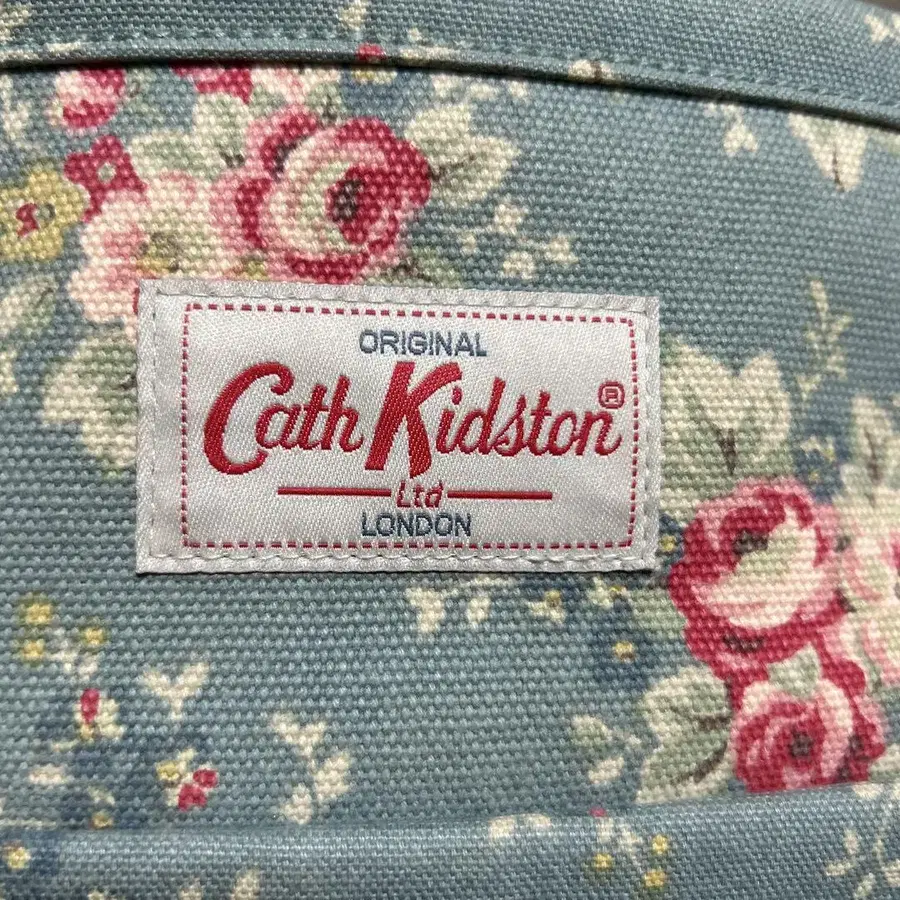 ORIGINAL
Cath Kidston®
Ltd
LONDON